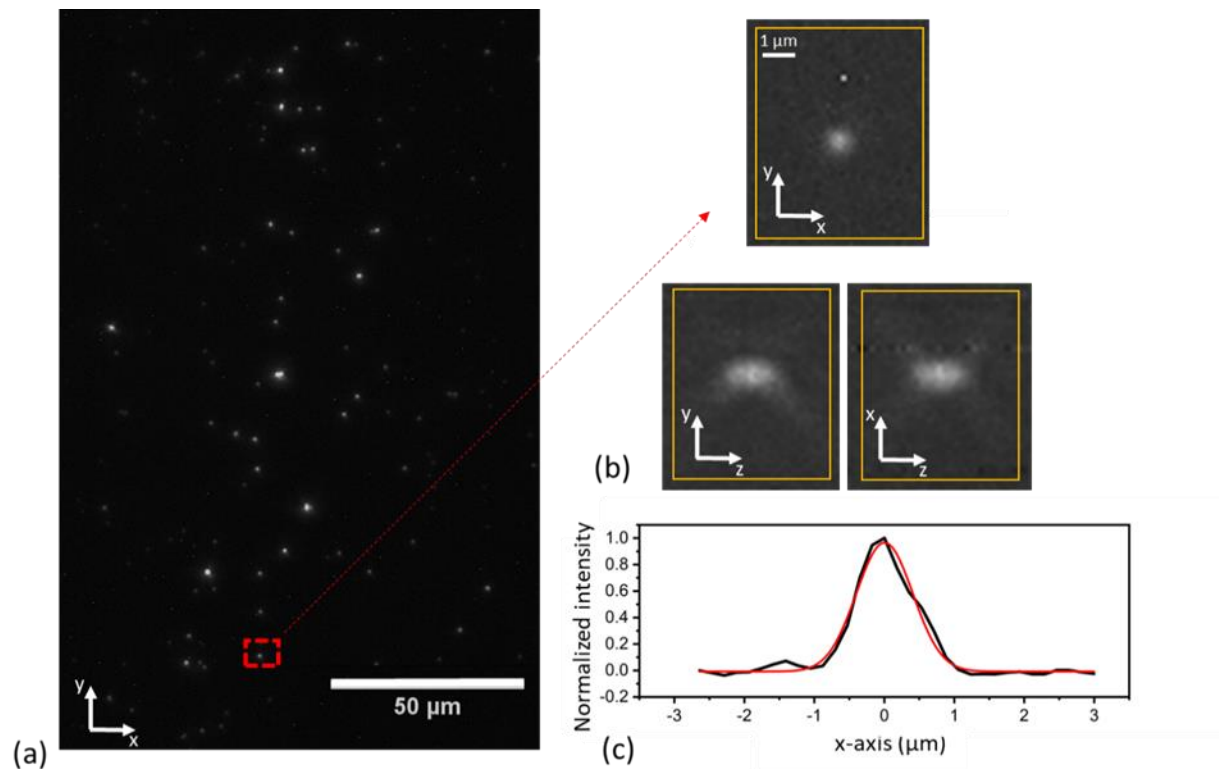 y
x
50 µm
(a)
1 µm
y
x
y
z
x
z
(b)
Normalized intensity
1.0
0.8
0.6
0.4
0.2
0.0
-0.2
-3
-2
-1
0
1
2
3
x-axis (µm)
(c)